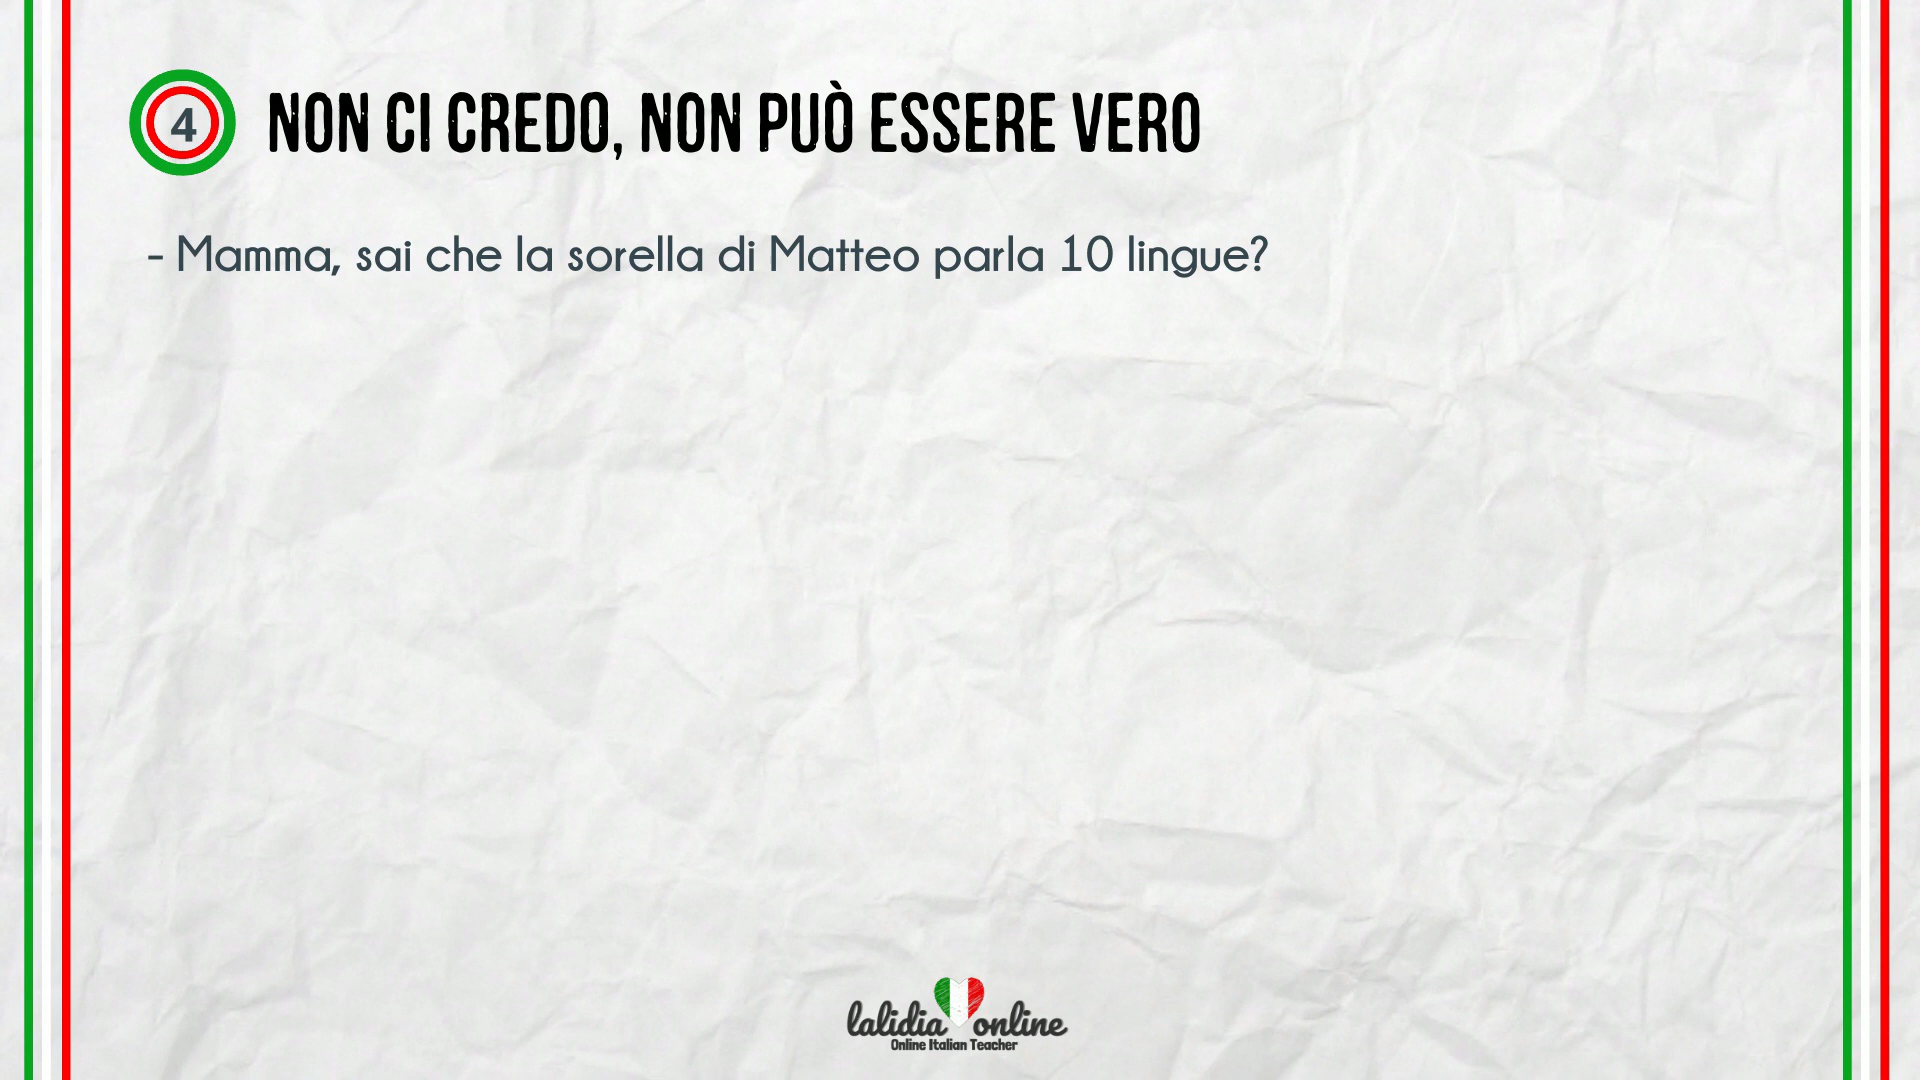 4 NON CI CREDO, NON PUÒ ESSERE VERO
- Mamma, sai che la sorella di Matteo parla 10 lingue?
lalidia online
Online Italian Teacher